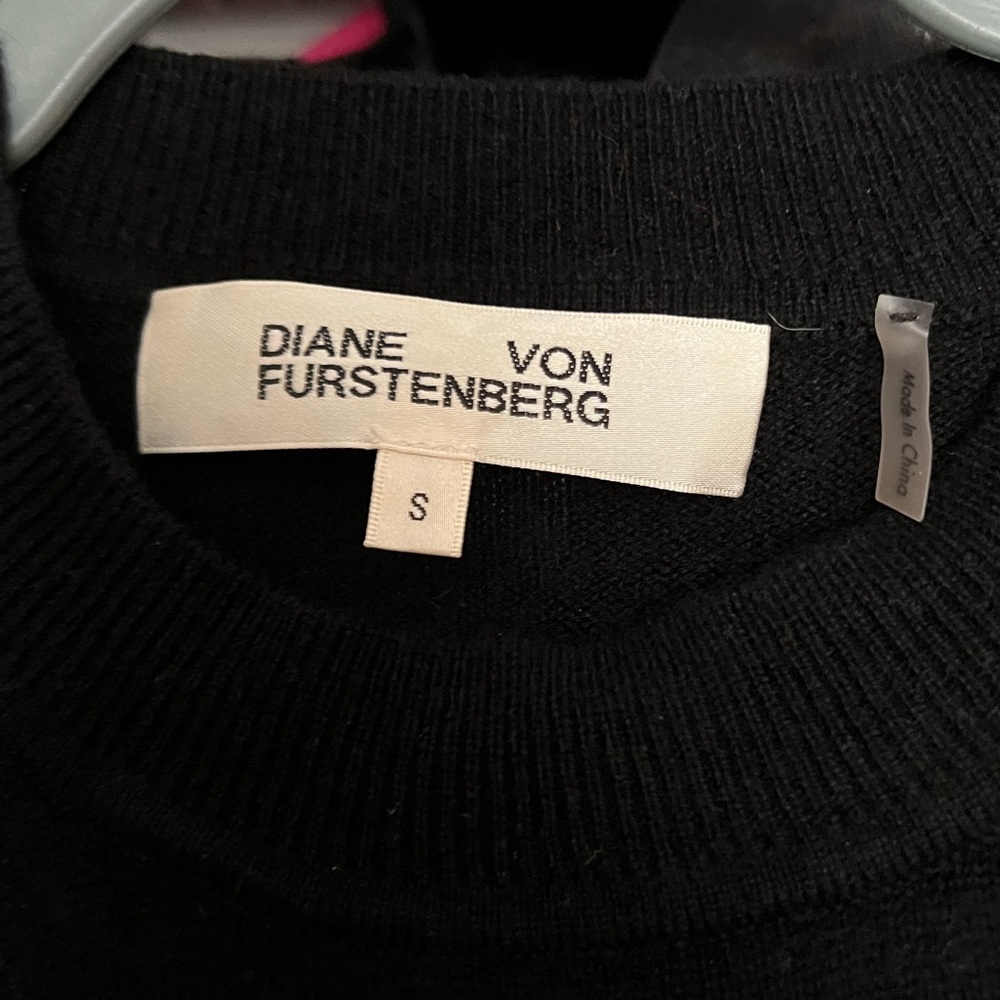 DIANE VON
FURSTENBERG
S
Made In China